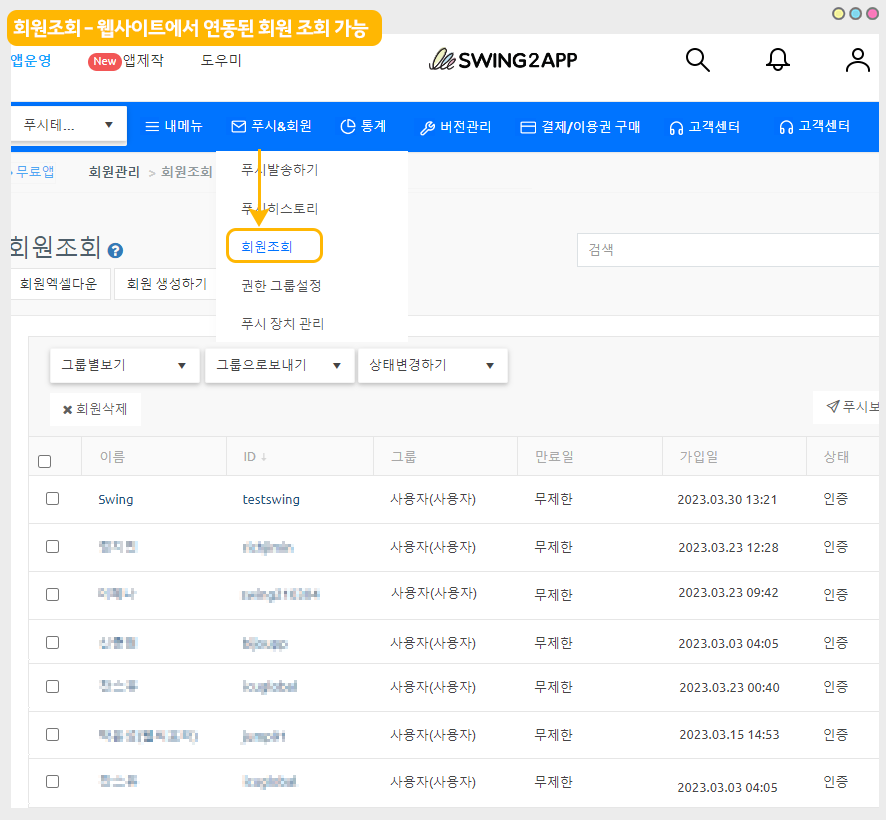 회원조회 – 웹사이트에서 연동된 회원 조회 가능
앱운영 New 앱제작 도우미 SWING2APP
푸시테... 내메뉴 푸시&회원 통계 버전관리 결제/이용권 구매 고객센터 고객센터
무료앱 회원관리 > 회원조회
푸시발송하기
푸시히스토리
회원조회
권한 그룹설정
푸시 장치 관리
회원조회 ?
검색
회원엑셀다운 회원 생성하기
그룹별보기 그룹으로보내기 상태변경하기
회원삭제 푸시보
이름 ID ↓ 그룹 만료일 가입일 상태
Swing testswing 사용자(사용자) 무제한 2023.03.30 13:21 인증
사용자(사용자) 무제한 2023.03.23 12:28 인증
사용자(사용자) 무제한 2023.03.23 09:42 인증
사용자(사용자) 무제한 2023.03.03 04:05 인증
사용자(사용자) 무제한 2023.03.23 00:40 인증
사용자(사용자) 무제한 2023.03.15 14:53 인증
사용자(사용자) 무제한 2023.03.03 04:05 인증